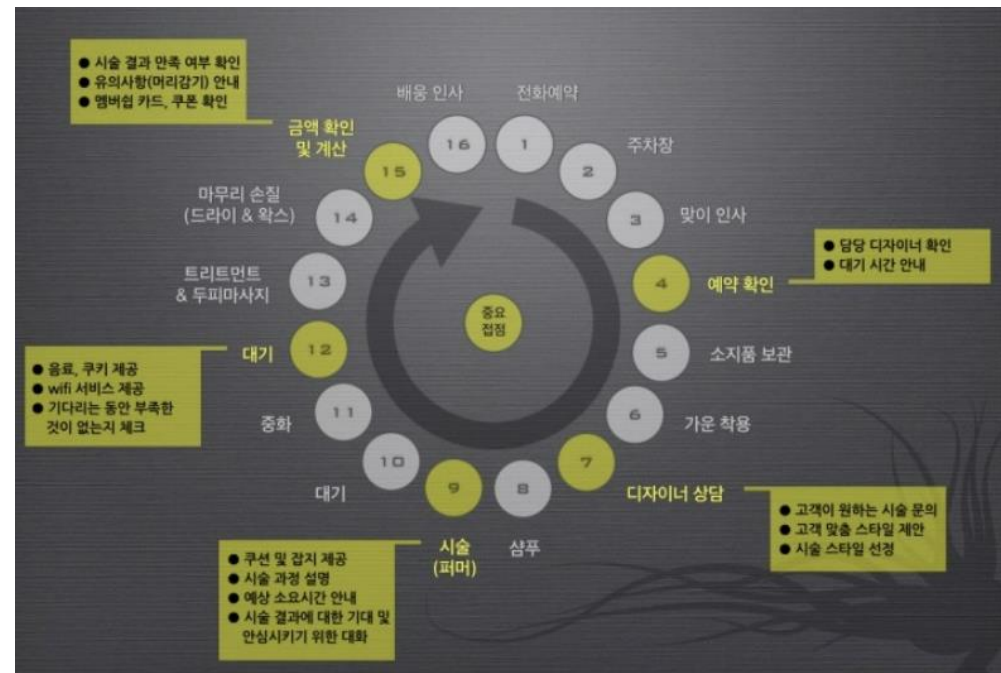 ● 시술 결과 만족 여부 확인
● 유의사항(머리감기) 안내
● 멤버쉽 카드, 쿠폰 확인
배웅 인사
16
전화예약
1
주차장
2
맞이 인사
3
● 담당 디자이너 확인
● 대기 시간 안내
예약 확인
4
소지품 보관
5
가운 착용
6
디자이너 상담
7
● 고객이 원하는 시술 문의
● 고객 맞춤 스타일 제안
● 시술 스타일 선정
샴푸
8
시술
(퍼머)
9
● 쿠션 및 잡지 제공
● 시술 과정 설명
● 예상 소요시간 안내
● 시술 결과에 대한 기대 및
안심시키기 위한 대화
대기
10
중화
11
대기
12
● 음료, 쿠키 제공
● wifi 서비스 제공
● 기다리는 동안 부족한
것이 없는지 체크
트리트먼트
& 두피마사지
13
마무리 손질
(드라이 & 왁스)
14
금액 확인
및 계산
15
중요
접점